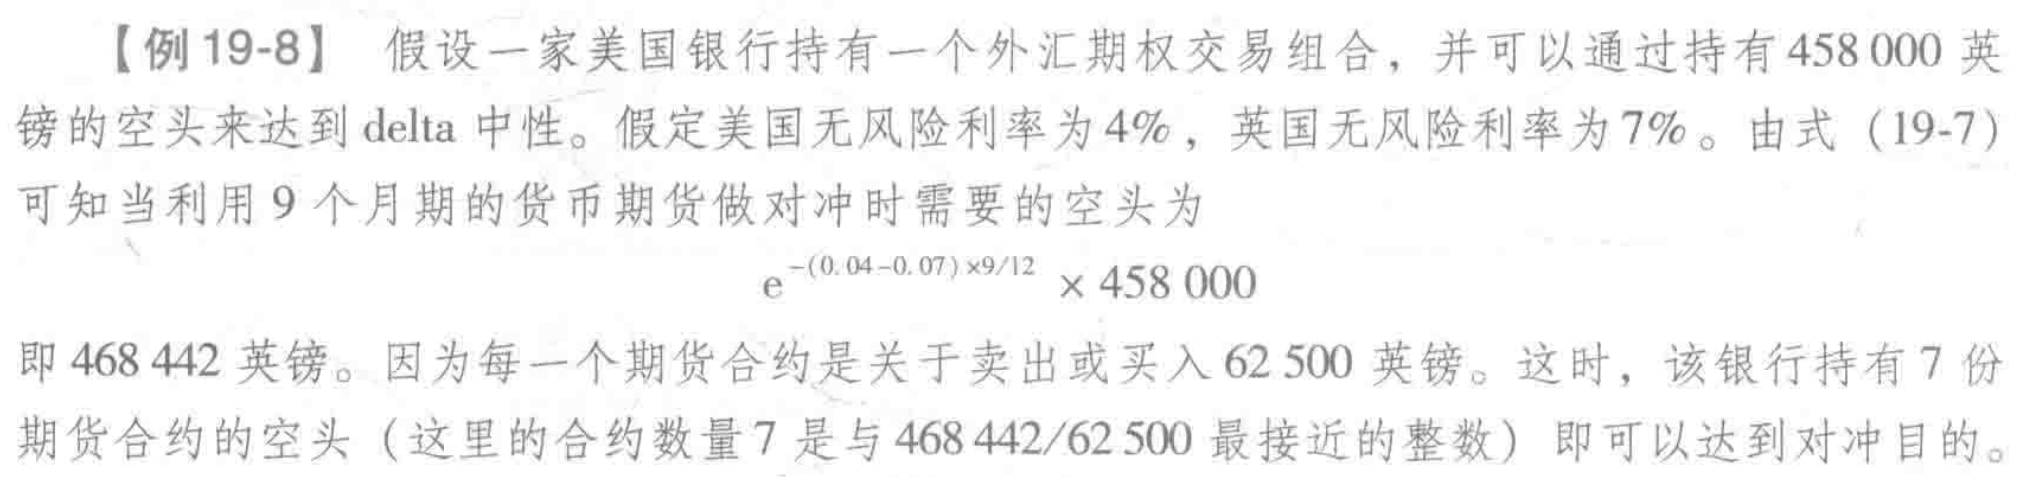 【例19-8】 假设一家美国银行持有一个外汇期权交易组合，并可以通过持有458 000 英
镑的空头来达到 delta 中性。假定美国无风险利率为4%，英国无风险利率为7%。由式（19-7）
可知当利用 9 个月期的货币期货做对冲时需要的空头为
e^{-(0.04-0.07)×9/12} × 458 000
即 468 442 英镑。因为每一个期货合约是关于卖出或买入 62 500 英镑。这时，该银行持有 7 份
期货合约的空头（这里的合约数量 7 是与 468 442/62 500 最接近的整数）即可以达到对冲目的。